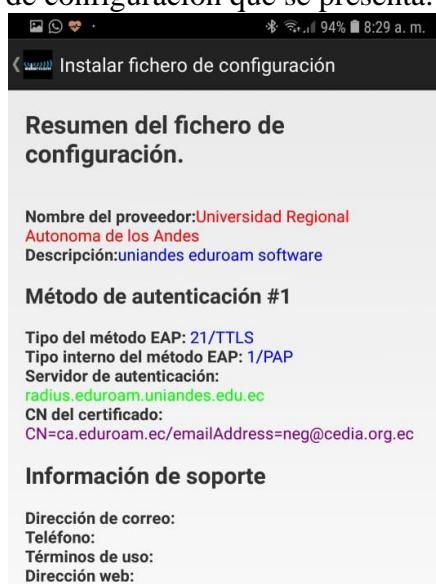 de configuración que se presenta.
94% 8:29 a. m.
eduroam Instalar fichero de configuración
Resumen del fichero de
configuración.
Nombre del proveedor:Universidad Regional
Autonoma de los Andes
Descripción:uniandes eduroam software
Método de autenticación #1
Tipo del método EAP: 21/TTLS
Tipo interno del método EAP: 1/PAP
Servidor de autenticación:
radius.eduroam.uniandes.edu.ec
CN del certificado:
CN=ca.eduroam.ec/emailAddress=neg@cedia.org.ec
Información de soporte
Dirección de correo:
Teléfono:
Términos de uso:
Dirección web: